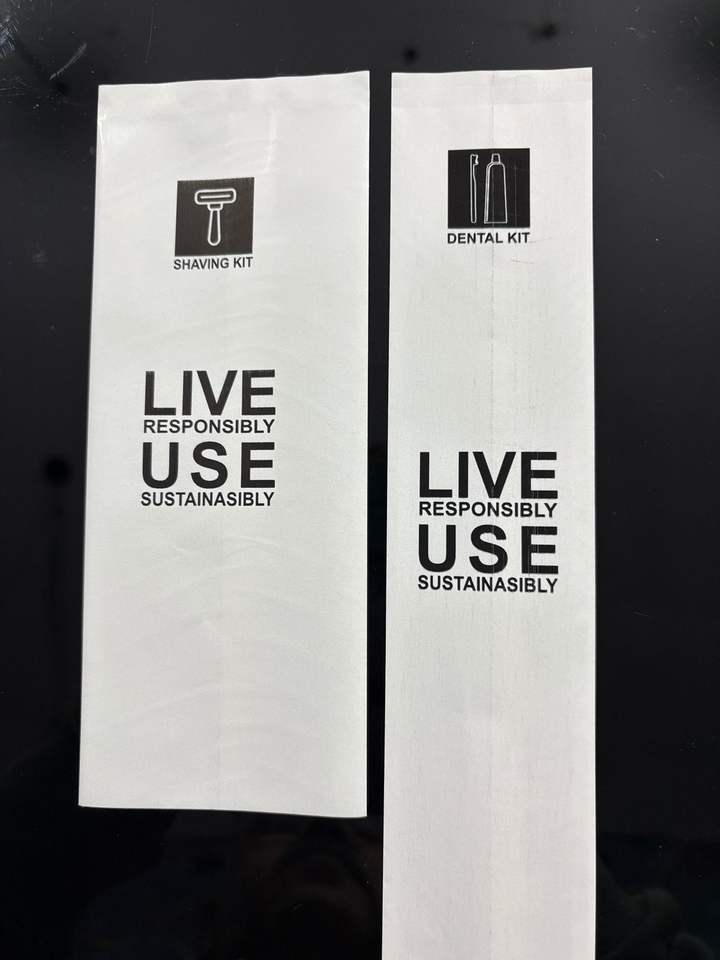 SHAVING KIT
LIVE
RESPONSIBLY
USE
SUSTAINASIBLY
DENTAL KIT
LIVE
RESPONSIBLY
USE
SUSTAINASIBLY